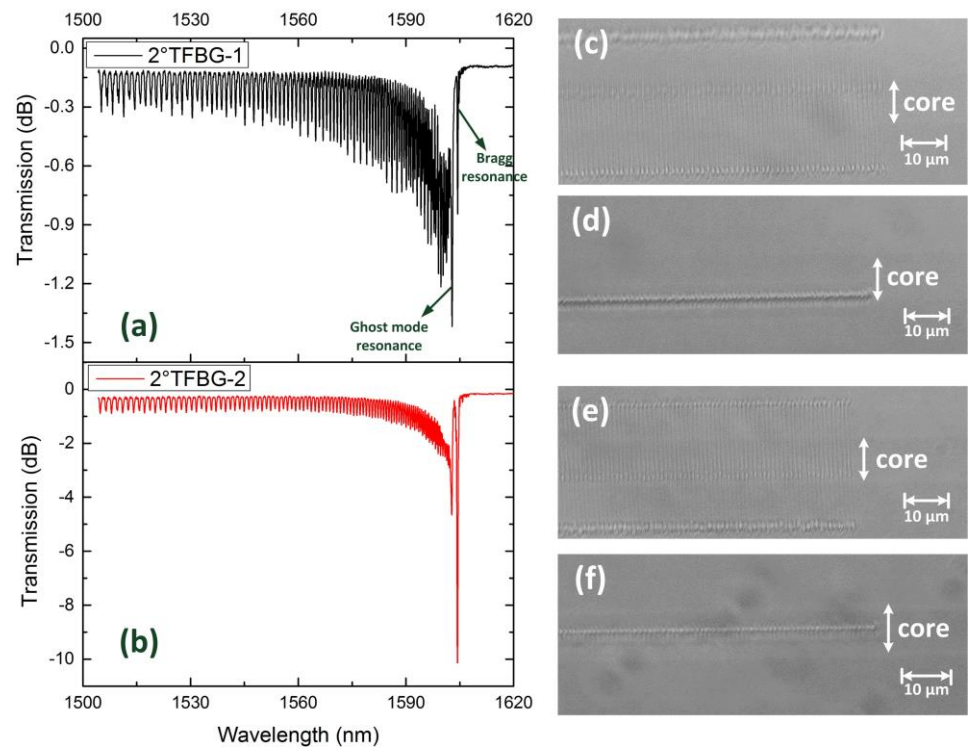 1500 1530 1560 1590 1620
0.0
-0.3
-0.6
-0.9
-1.2
-1.5
Transmission (dB)
2°TFBG-1
Bragg
resonance
Ghost mode
resonance
(a)
0
-2
-4
-6
-8
-10
Transmission (dB)
2°TFBG-2
(b)
1500 1530 1560 1590 1620
Wavelength (nm)
(c)
core
10 μm
(d)
core
10 μm
(e)
core
10 μm
(f)
core
10 μm